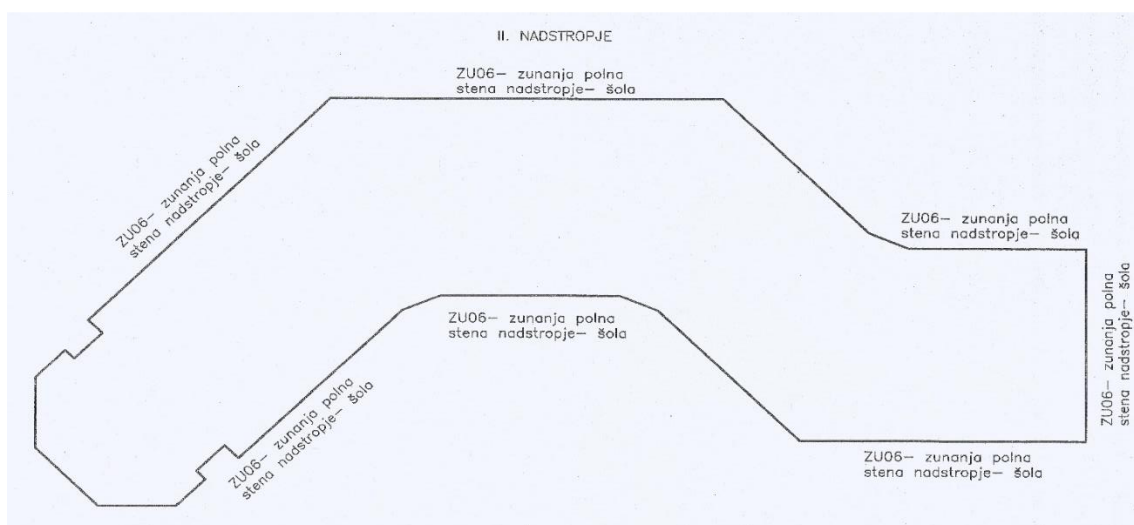 II. NADSTROPJE
ZU06– zunanja polna
stena nadstropje– šola
ZU06– zunanja polna
stena nadstropje– šola
ZU06– zunanja polna
stena nadstropje– šola
ZU06– zunanja polna
stena nadstropje– šola
ZU06– zunanja polna
stena nadstropje– šola
ZU06– zunanja polna
stena nadstropje– šola
ZU06– zunanja polna
stena nadstropje– šola